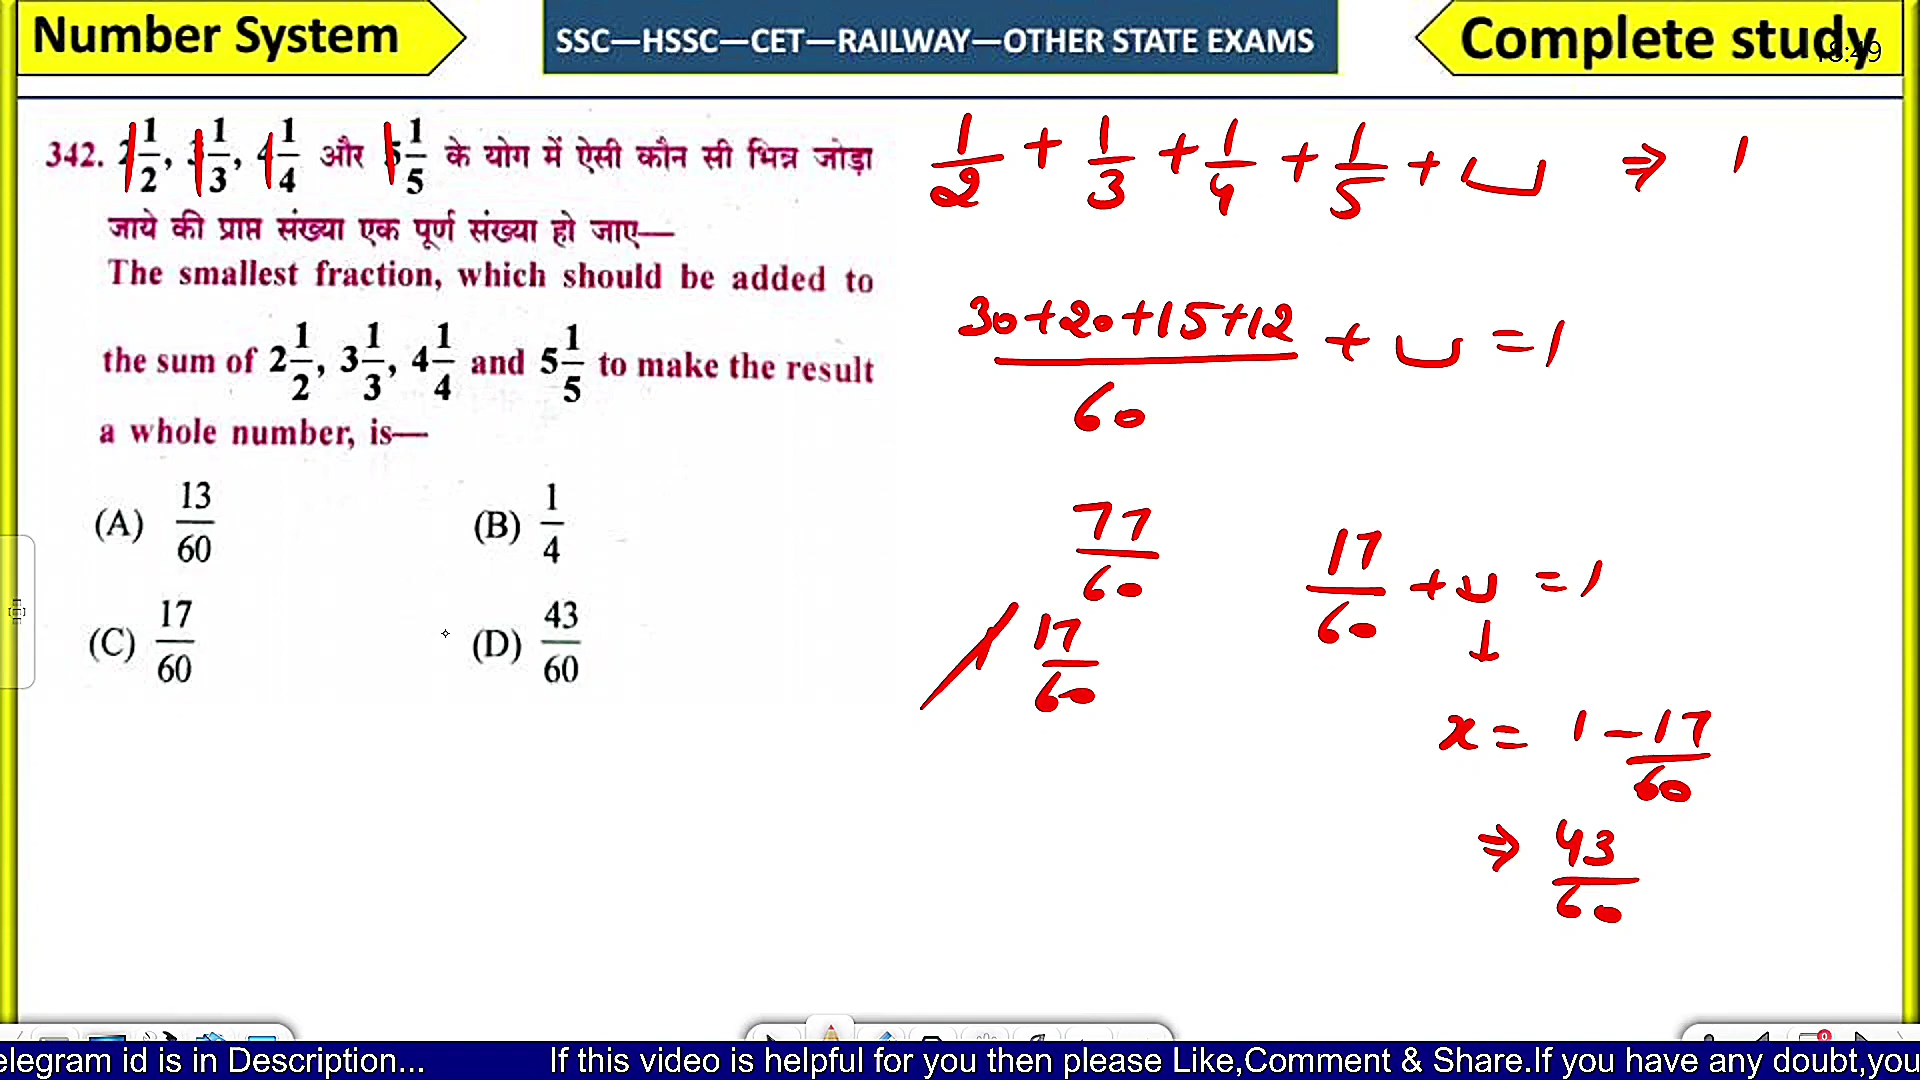 Number System
SSC—HSSC—CET—RAILWAY—OTHER STATE EXAMS
Complete study
18:49
342. 2 1/2, 3 1/3, 4 1/4 और 5 1/5 के योग में ऐसी कौन सी भिन्न जोड़ा
जाये की प्राप्त संख्या एक पूर्ण संख्या हो जाए—
The smallest fraction, which should be added to
the sum of 2 1/2, 3 1/3, 4 1/4 and 5 1/5 to make the result
a whole number, is—
(A) 13/60
(B) 1/4
(C) 17/60
(D) 43/60
1/2 + 1/3 + 1/4 + 1/5 + ⌴ ⇒ 1
30+20+15+12/60 + ⌴ = 1
77/60
1 17/60
17/60 + ⌴ = 1
x = 1 – 17/60
⇒ 43/60
elegram id is in Description... If this video is helpful for you then please Like,Comment & Share.If you have any doubt,you